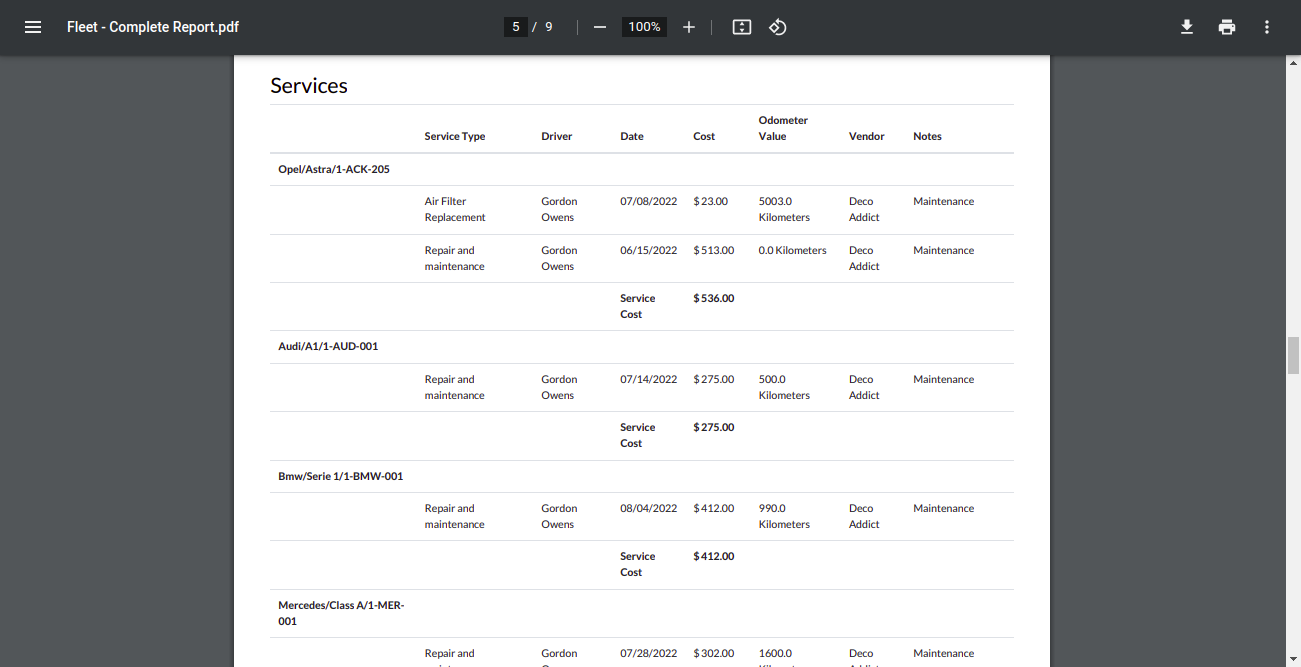 Fleet - Complete Report.pdf
5 / 9
100%
Services
Service Type Driver Date Cost Odometer Value Vendor Notes
Opel/Astra/1-ACK-205
Air Filter Gordon 07/08/2022 $ 23.00 5003.0 Deco Maintenance
Replacement Owens Kilometers Addict
Repair and Gordon 06/15/2022 $ 513.00 0.0 Kilometers Deco Maintenance
maintenance Owens Addict
Service $ 536.00
Cost
Audi/A1/1-AUD-001
Repair and Gordon 07/14/2022 $ 275.00 500.0 Deco Maintenance
maintenance Owens Kilometers Addict
Service $ 275.00
Cost
Bmw/Serie 1/1-BMW-001
Repair and Gordon 08/04/2022 $ 412.00 990.0 Deco Maintenance
maintenance Owens Kilometers Addict
Service $ 412.00
Cost
Mercedes/Class A/1-MER-
001
Repair and Gordon 07/28/2022 $ 302.00 1600.0 Deco Maintenance